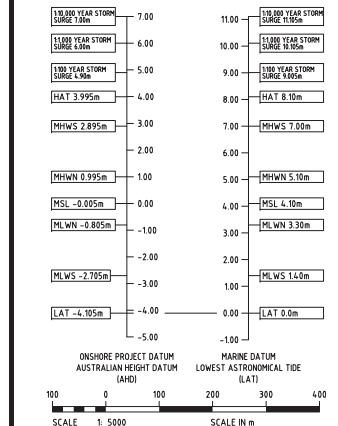 1:10,000 YEAR STORM
SURGE 7.00m
7.00
1:1,000 YEAR STORM
SURGE 6.00m
6.00
1:100 YEAR STORM
SURGE 4.90m
5.00
HAT 3.995m
4.00
MHWS 2.895m
3.00
2.00
MHWN 0.995m
1.00
MSL -0.005m
0.00
MLWN -0.805m
-1.00
-2.00
MLWS -2.705m
-3.00
LAT -4.105m
-4.00
-5.00
ONSHORE PROJECT DATUM
AUSTRALIAN HEIGHT DATUM
(AHD)
11.00
1:10,000 YEAR STORM
SURGE 11.105m
10.00
1:1,000 YEAR STORM
SURGE 10.105m
9.00
1:100 YEAR STORM
SURGE 9.005m
8.00
HAT 8.10m
7.00
MHWS 7.00m
6.00
5.00
MHWN 5.10m
4.00
MSL 4.10m
3.00
MLWN 3.30m
2.00
MLWS 1.40m
1.00
0.00
LAT 0.0m
-1.00
MARINE DATUM
LOWEST ASTRONOMICAL TIDE
(LAT)
100 0 100 200 300 400
SCALE 1: 5000 SCALE IN m